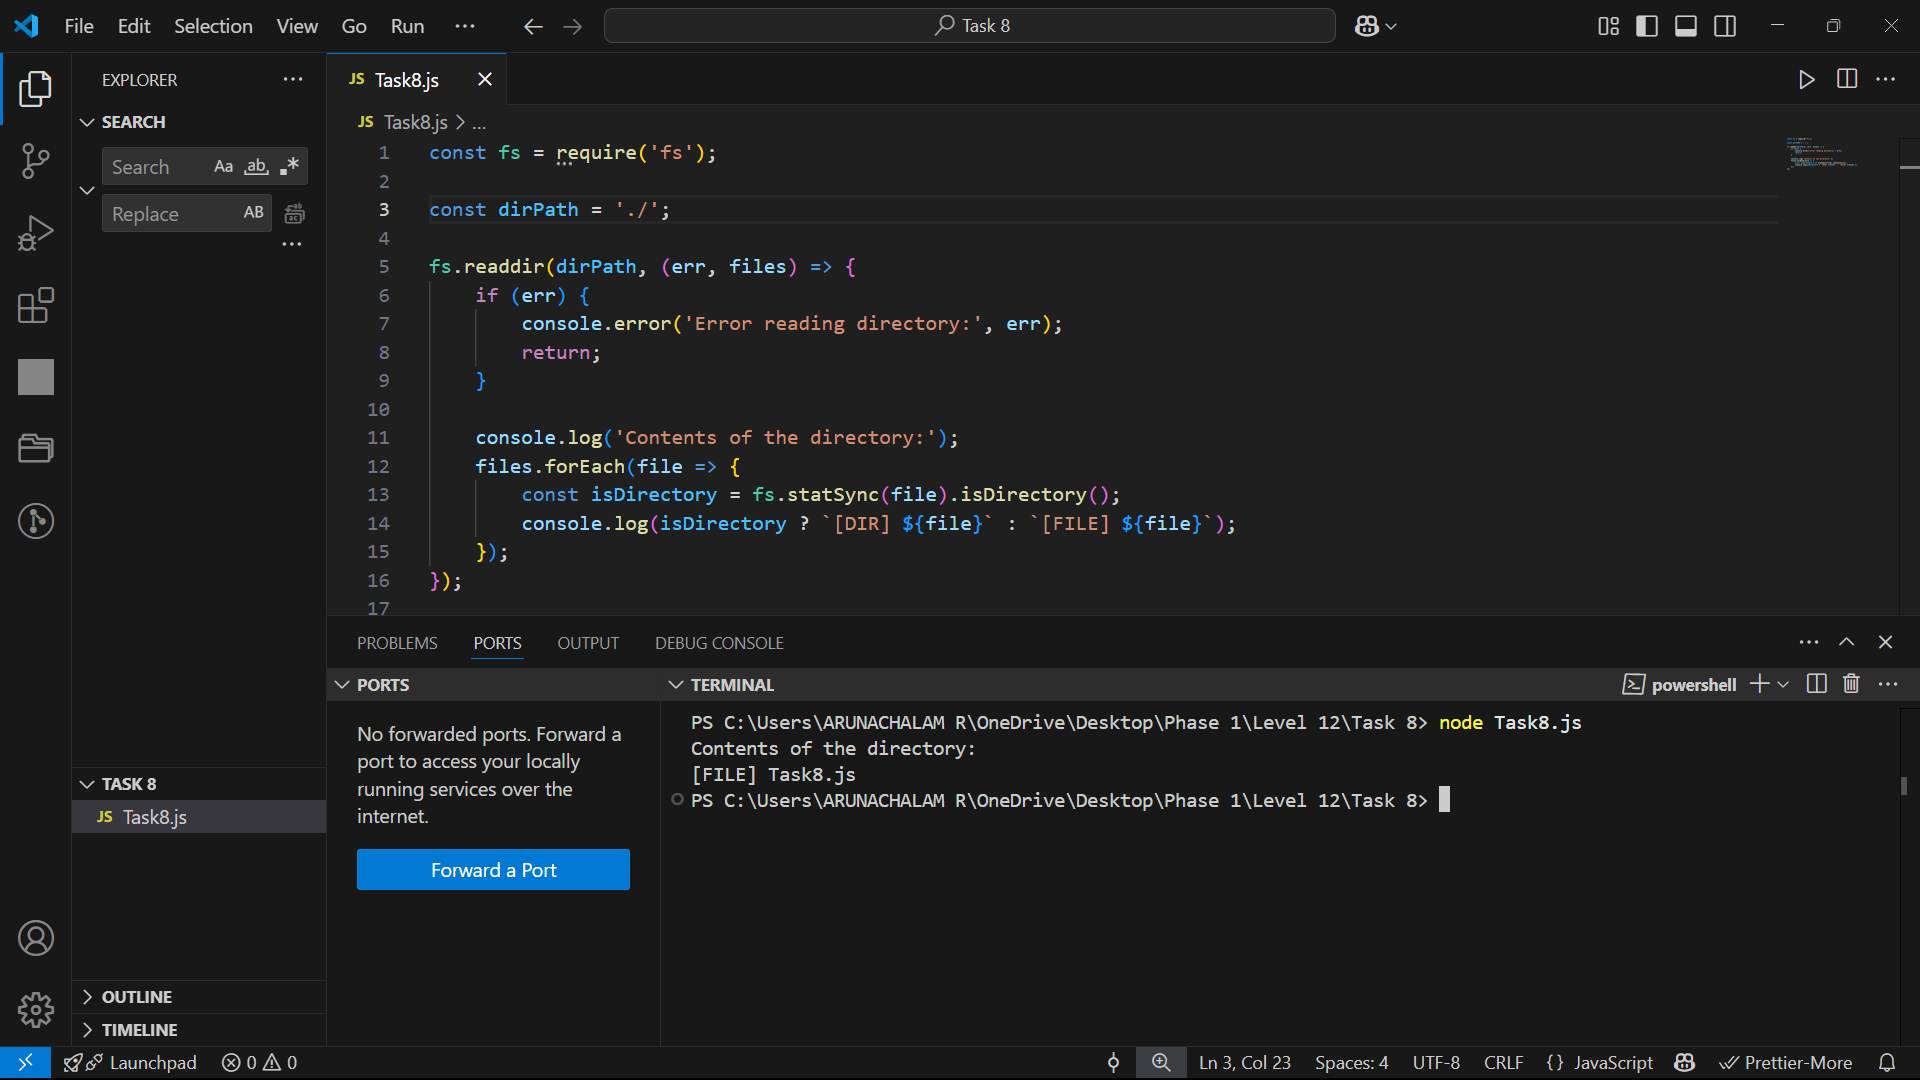 File Edit Selection View Go Run ··· Task 8
EXPLORER ···
SEARCH
Search Aa ab .*
Replace AB
···
TASK 8
JS Task8.js
OUTLINE
TIMELINE
JS Task8.js
JS Task8.js > ...
1 const fs = require('fs');
2
3 const dirPath = './';
4
5 fs.readdir(dirPath, (err, files) => {
6 if (err) {
7 console.error('Error reading directory:', err);
8 return;
9 }
10
11 console.log('Contents of the directory:');
12 files.forEach(file => {
13 const isDirectory = fs.statSync(file).isDirectory();
14 console.log(isDirectory ? `[DIR] ${file}` : `[FILE] ${file}`);
15 });
16 });
17
PROBLEMS PORTS OUTPUT DEBUG CONSOLE
PORTS
No forwarded ports. Forward a
port to access your locally
running services over the
internet.
Forward a Port
TERMINAL powershell
PS C:\Users\ARUNACHALAM R\OneDrive\Desktop\Phase 1\Level 12\Task 8> node Task8.js
Contents of the directory:
[FILE] Task8.js
PS C:\Users\ARUNACHALAM R\OneDrive\Desktop\Phase 1\Level 12\Task 8>
Launchpad 0 0 Ln 3, Col 23 Spaces: 4 UTF-8 CRLF {} JavaScript Prettier-More